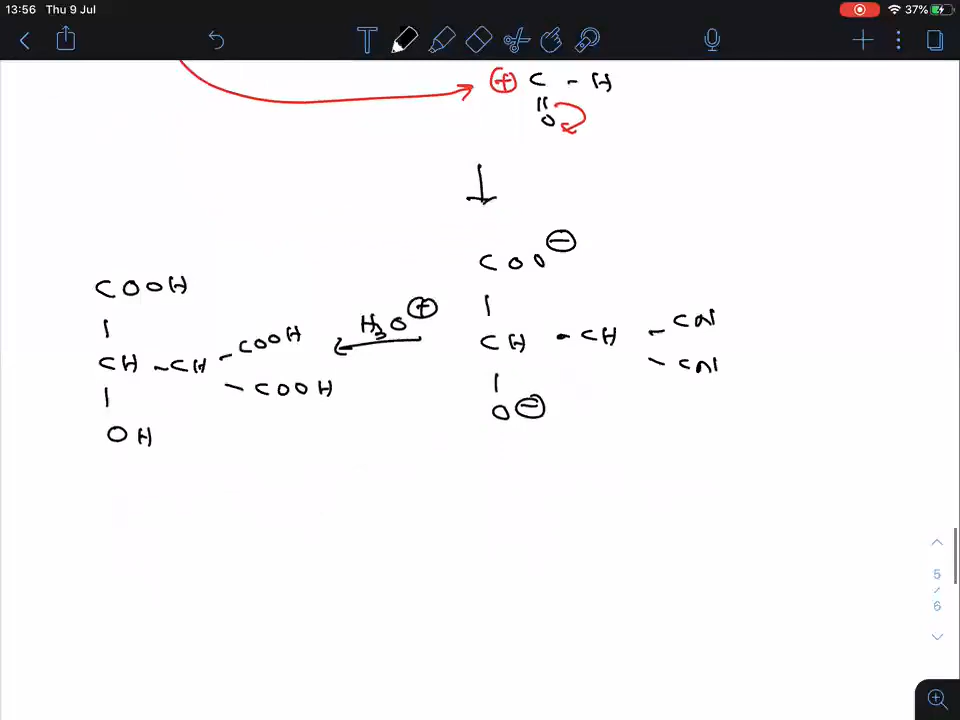 13:56 Thu 9 Jul
37%
T
⊕ C - H
||
O
COO⊖
|
CH - CH - CN
- CN
|
O⊖
H₃O⊕
COOH
|
CH - CH - COOH
- COOH
|
OH
5
/
6